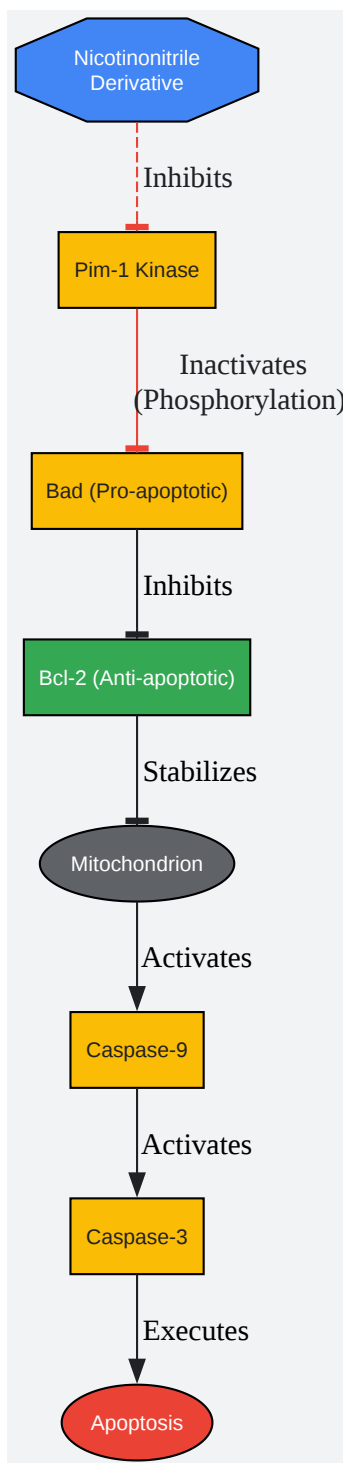 Nicotinonitrile
Derivative
Inhibits
Pim-1 Kinase
Inactivates
(Phosphorylation)
Bad (Pro-apoptotic)
Inhibits
Bcl-2 (Anti-apoptotic)
Stabilizes
Mitochondrion
Activates
Caspase-9
Activates
Caspase-3
Executes
Apoptosis